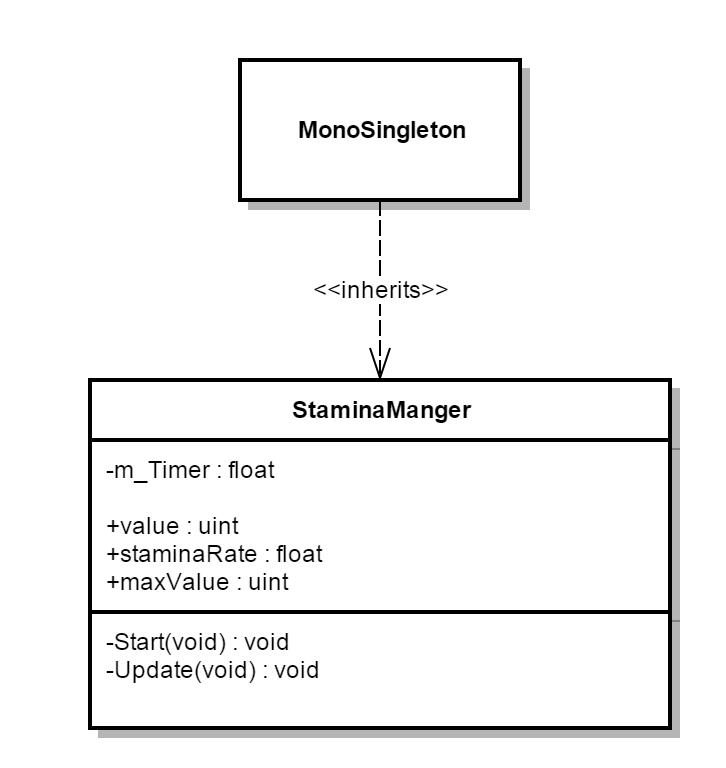 MonoSingleton
<<inherits>>
StaminaManger
-m_Timer : float
+value : uint
+staminaRate : float
+maxValue : uint
-Start(void) : void
-Update(void) : void